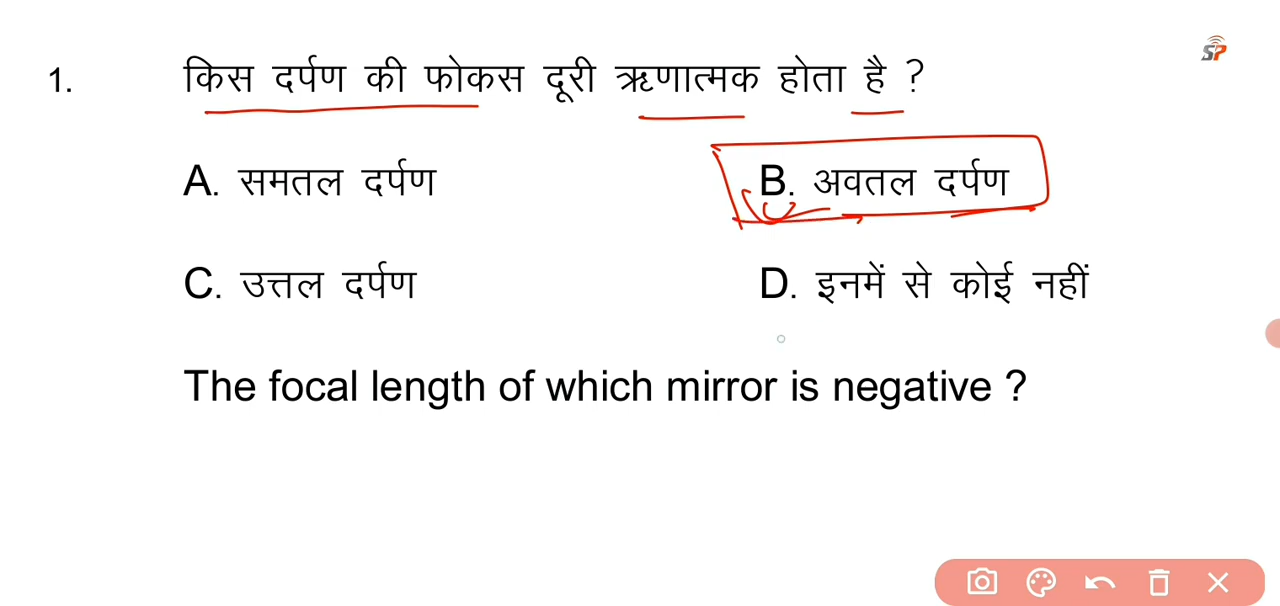 SP
1. किस दर्पण की फोकस दूरी ऋणात्मक होता है ?
A. समतल दर्पण B. अवतल दर्पण
C. उत्तल दर्पण D. इनमें से कोई नहीं
The focal length of which mirror is negative ?